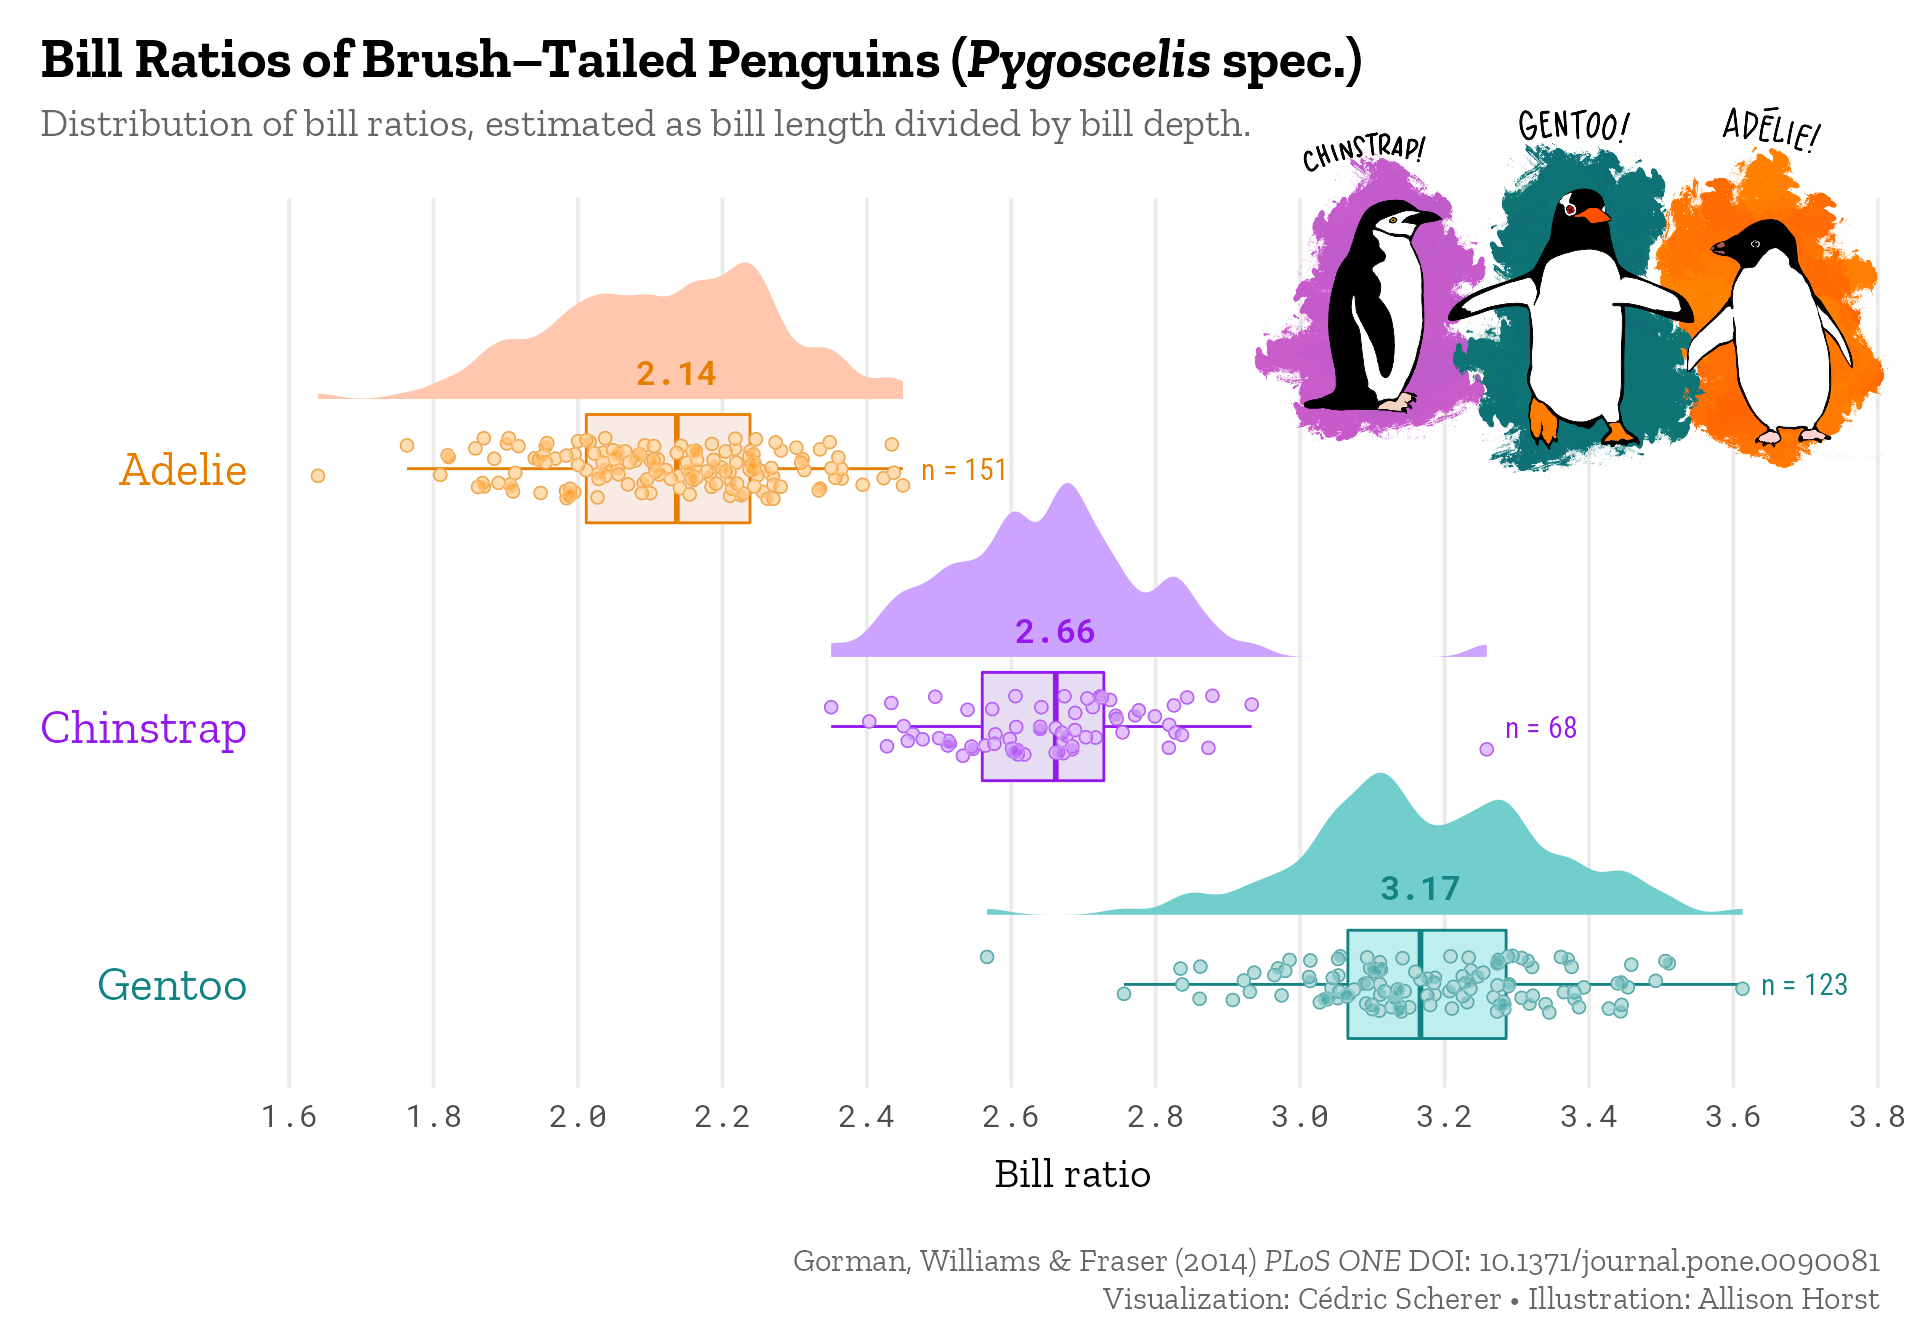 Bill Ratios of Brush–Tailed Penguins (Pygoscelis spec.)
Distribution of bill ratios, estimated as bill length divided by bill depth.
CHINSTRAP!
GENTOO!
ADĒLIE!
2.14
Adelie
n = 151
2.66
Chinstrap
n = 68
3.17
Gentoo
n = 123
1.6 1.8 2.0 2.2 2.4 2.6 2.8 3.0 3.2 3.4 3.6 3.8
Bill ratio
Gorman, Williams & Fraser (2014) PLoS ONE DOI: 10.1371/journal.pone.0090081
Visualization: Cédric Scherer • Illustration: Allison Horst